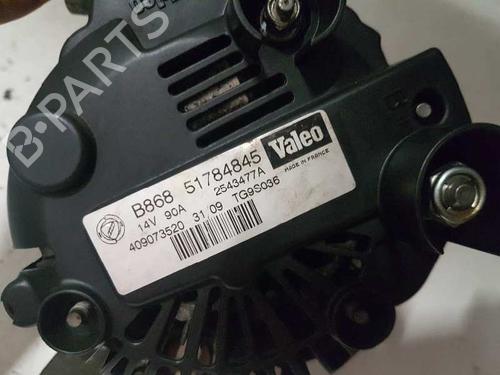 B-PARTS
B868 51784845 Valeo
14V 90A 2543477A MADE IN FRANCE
409073520 31 09 TG9S036
B+